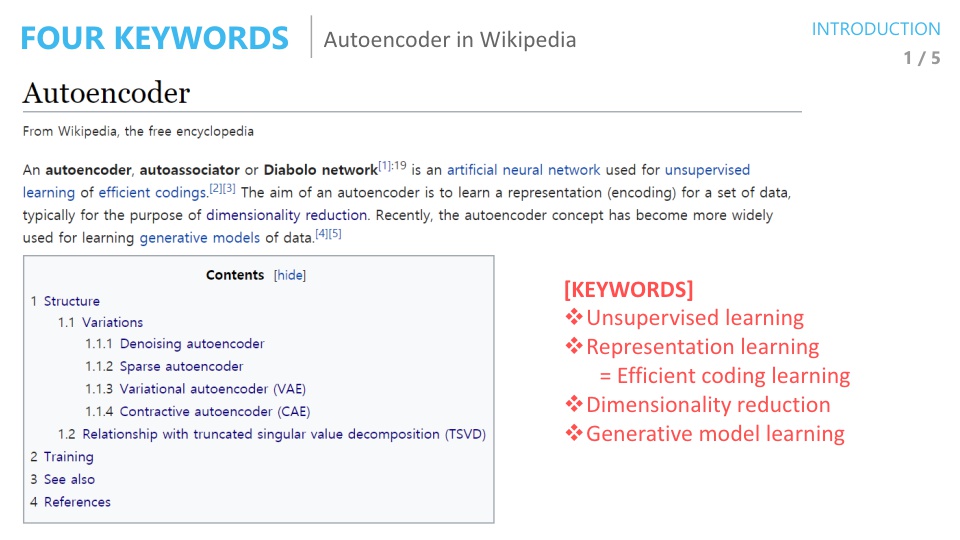 FOUR KEYWORDS
Autoencoder in Wikipedia
INTRODUCTION
1 / 5
Autoencoder
From Wikipedia, the free encyclopedia
An autoencoder, autoassociator or Diabolo network[1]:19 is an artificial neural network used for unsupervised
learning of efficient codings.[2][3] The aim of an autoencoder is to learn a representation (encoding) for a set of data,
typically for the purpose of dimensionality reduction. Recently, the autoencoder concept has become more widely
used for learning generative models of data.[4][5]
Contents [hide]
1 Structure
1.1 Variations
1.1.1 Denoising autoencoder
1.1.2 Sparse autoencoder
1.1.3 Variational autoencoder (VAE)
1.1.4 Contractive autoencoder (CAE)
1.2 Relationship with truncated singular value decomposition (TSVD)
2 Training
3 See also
4 References
[KEYWORDS]
❖Unsupervised learning
❖Representation learning
= Efficient coding learning
❖Dimensionality reduction
❖Generative model learning